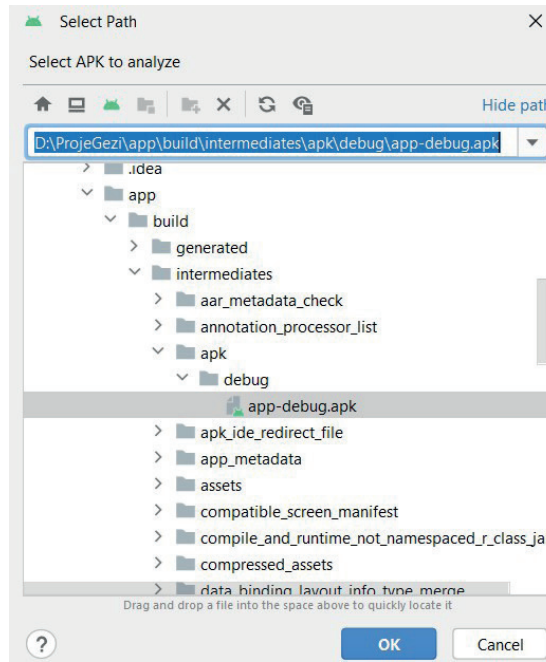 Select Path
Select APK to analyze
Hide path
D:\ProjeGezi\app\build\intermediates\apk\debug\app-debug.apk
.idea
app
build
generated
intermediates
aar_metadata_check
annotation_processor_list
apk
debug
app-debug.apk
apk_ide_redirect_file
app_metadata
assets
compatible_screen_manifest
compile_and_runtime_not_namespaced_r_class_ja
compressed_assets
data_binding_layout_info_type_merge
Drag and drop a file into the space above to quickly locate it
? OK Cancel